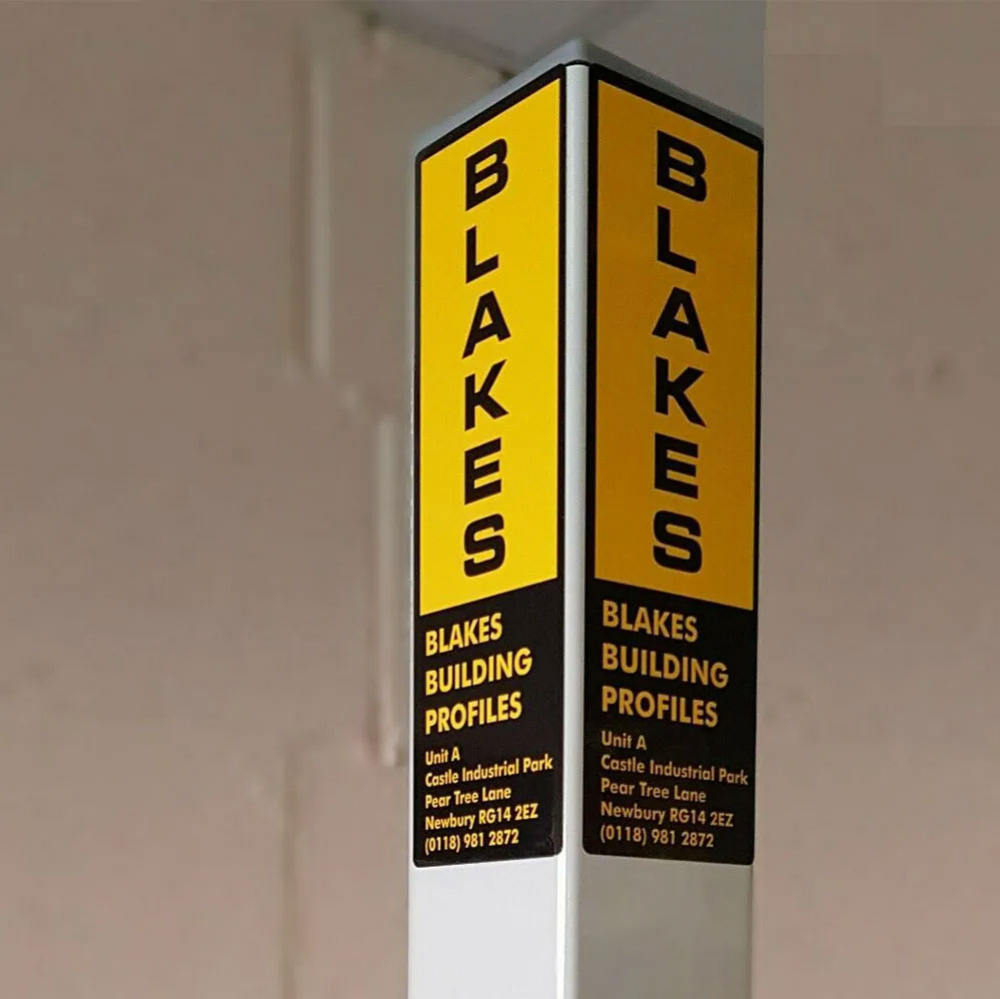 BLAKES
BLAKES
BUILDING
PROFILES
Unit A
Castle Industrial Park
Pear Tree Lane
Newbury RG14 2EZ
(0118) 981 2872
BLAKES
BLAKES
BUILDING
PROFILES
Unit A
Castle Industrial Park
Pear Tree Lane
Newbury RG14 2EZ
(0118) 981 2872